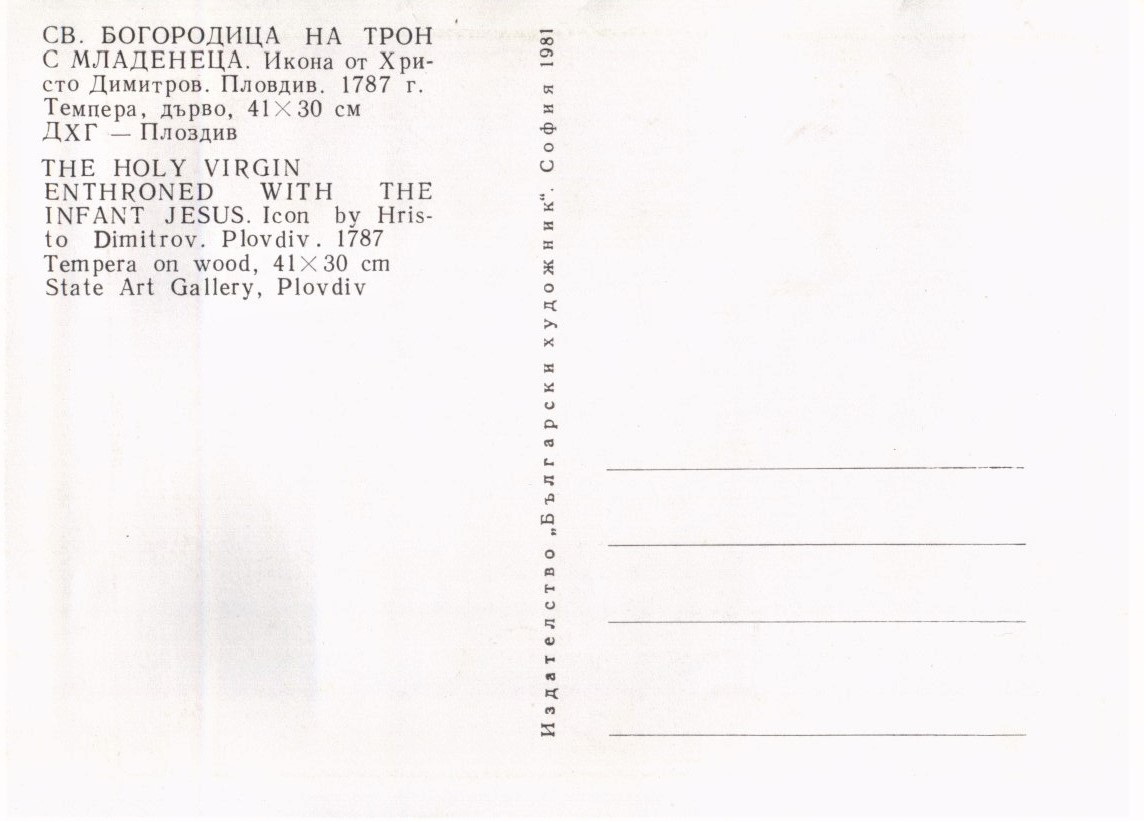 СВ. БОГОРОДИЦА НА ТРОН
С МЛАДЕНЕЦА. Икона от Хри-
сто Димитров. Пловдив. 1787 г.
Темпера, дърво, 41×30 см
ДХГ — Плоздив
THE HOLY VIRGIN
ENTHRONED WITH THE
INFANT JESUS. Icon by Hris-
to Dimitrov. Plovdiv. 1787
Tempera on wood, 41×30 cm
State Art Gallery, Plovdiv
Издателство „Български художник“. София 1981